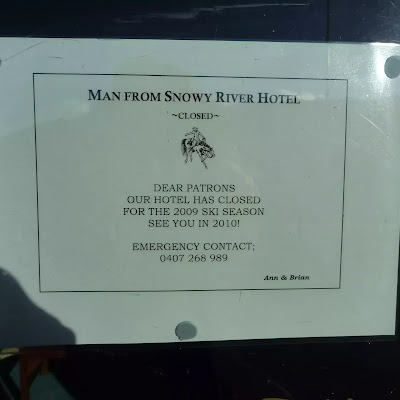 MAN FROM SNOWY RIVER HOTEL
~CLOSED~
DEAR PATRONS
OUR HOTEL HAS CLOSED
FOR THE 2009 SKI SEASON
SEE YOU IN 2010!
EMERGENCY CONTACT;
0407 268 989
Ann & Brian